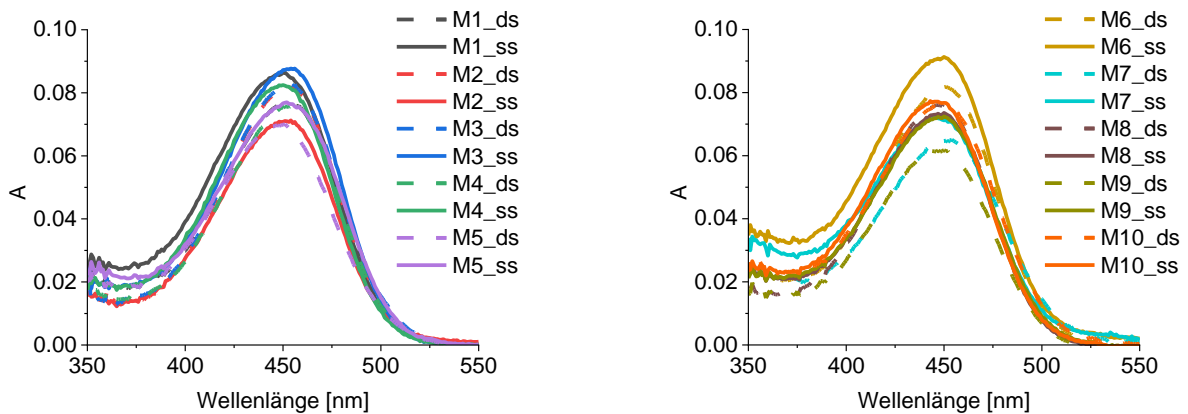 0.10
0.08
0.06
0.04
0.02
0.00
A
350
400
450
500
550
Wellenlänge [nm]
M1_ds
M1_ss
M2_ds
M2_ss
M3_ds
M3_ss
M4_ds
M4_ss
M5_ds
M5_ss
0.10
0.08
0.06
0.04
0.02
0.00
A
350
400
450
500
550
Wellenlänge [nm]
M6_ds
M6_ss
M7_ds
M7_ss
M8_ds
M8_ss
M9_ds
M9_ss
M10_ds
M10_ss